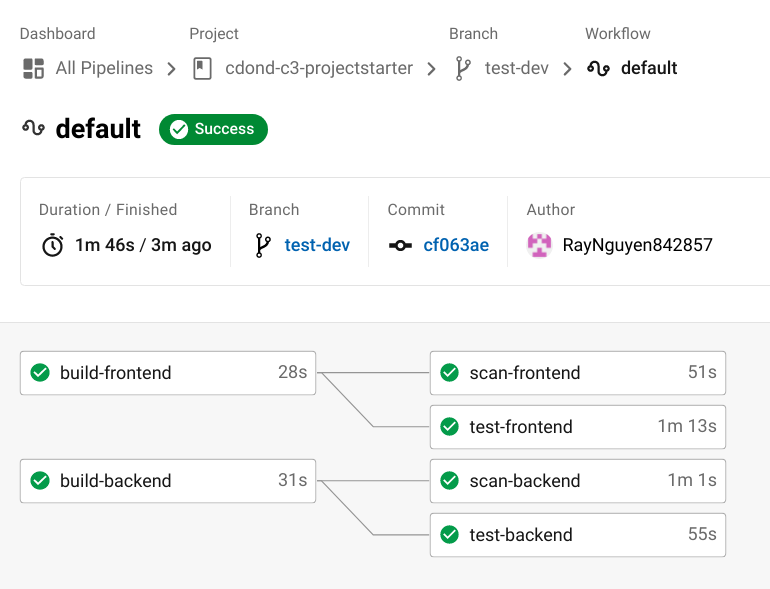 Dashboard Project Branch Workflow
All Pipelines cdond-c3-projectstarter test-dev default
default Success
Duration / Finished Branch Commit Author
1m 46s / 3m ago test-dev cf063ae RayNguyen842857
build-frontend 28s scan-frontend 51s
test-frontend 1m 13s
build-backend 31s scan-backend 1m 1s
test-backend 55s